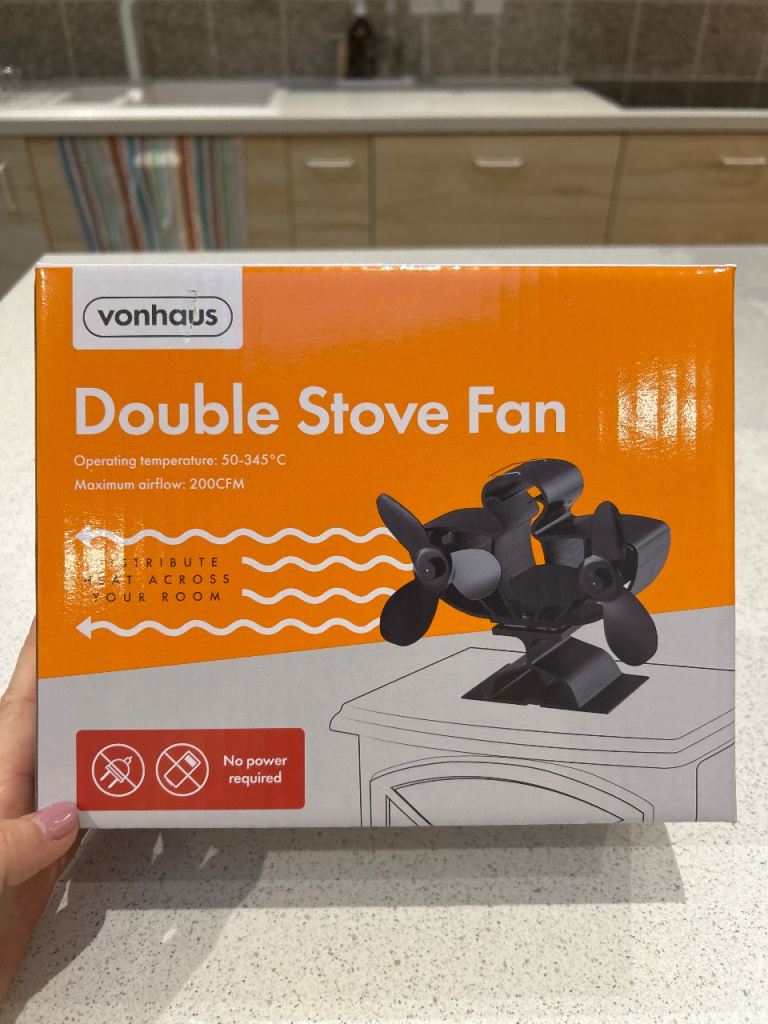 vonhaus
Double Stove Fan
Operating temperature: 50-345°C
Maximum airflow: 200CFM
DISTRIBUTE
HEAT ACROSS
YOUR ROOM
No power
required